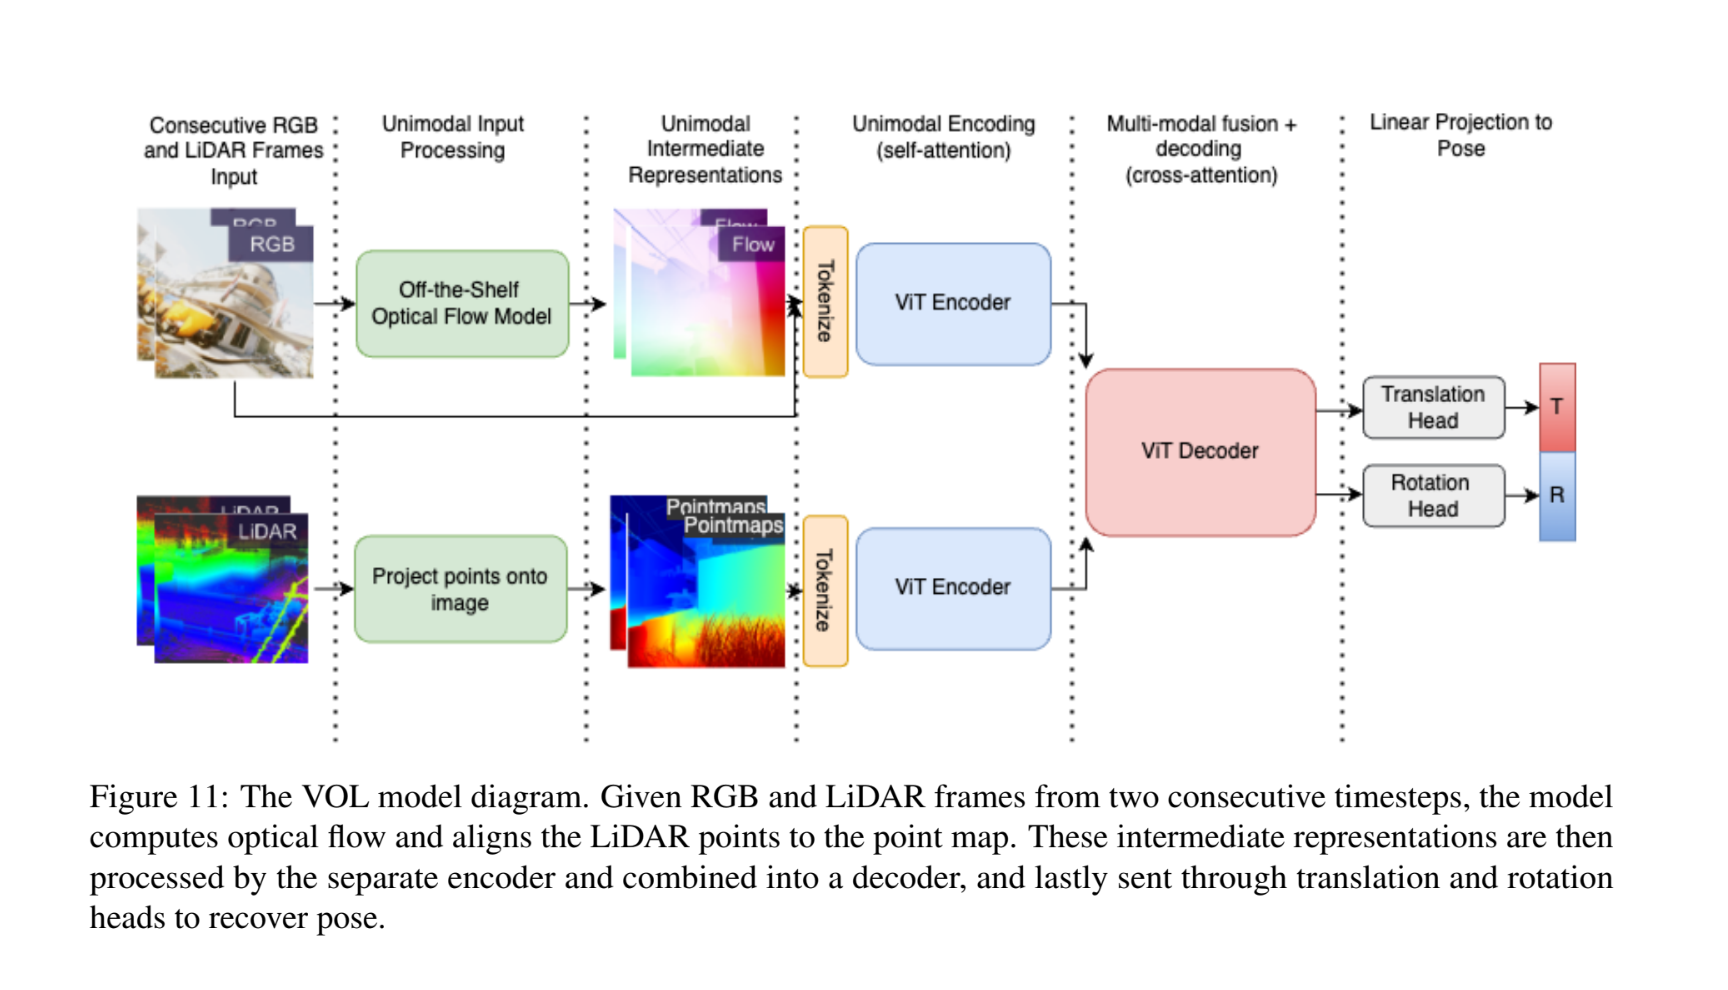 Consecutive RGB
and LiDAR Frames
Input
Unimodal Input
Processing
Unimodal
Intermediate
Representations
Unimodal Encoding
(self-attention)
Multi-modal fusion +
decoding
(cross-attention)
Linear Projection to
Pose
RGB
RGB
Off-the-Shelf
Optical Flow Model
Flow
Flow
Tokenize
ViT Encoder
LiDAR
LiDAR
Project points onto
image
Pointmaps
Pointmaps
Tokenize
ViT Encoder
ViT Decoder
Translation
Head
T
Rotation
Head
R
Figure 11: The VOL model diagram. Given RGB and LiDAR frames from two consecutive timesteps, the model
computes optical flow and aligns the LiDAR points to the point map. These intermediate representations are then
processed by the separate encoder and combined into a decoder, and lastly sent through translation and rotation
heads to recover pose.